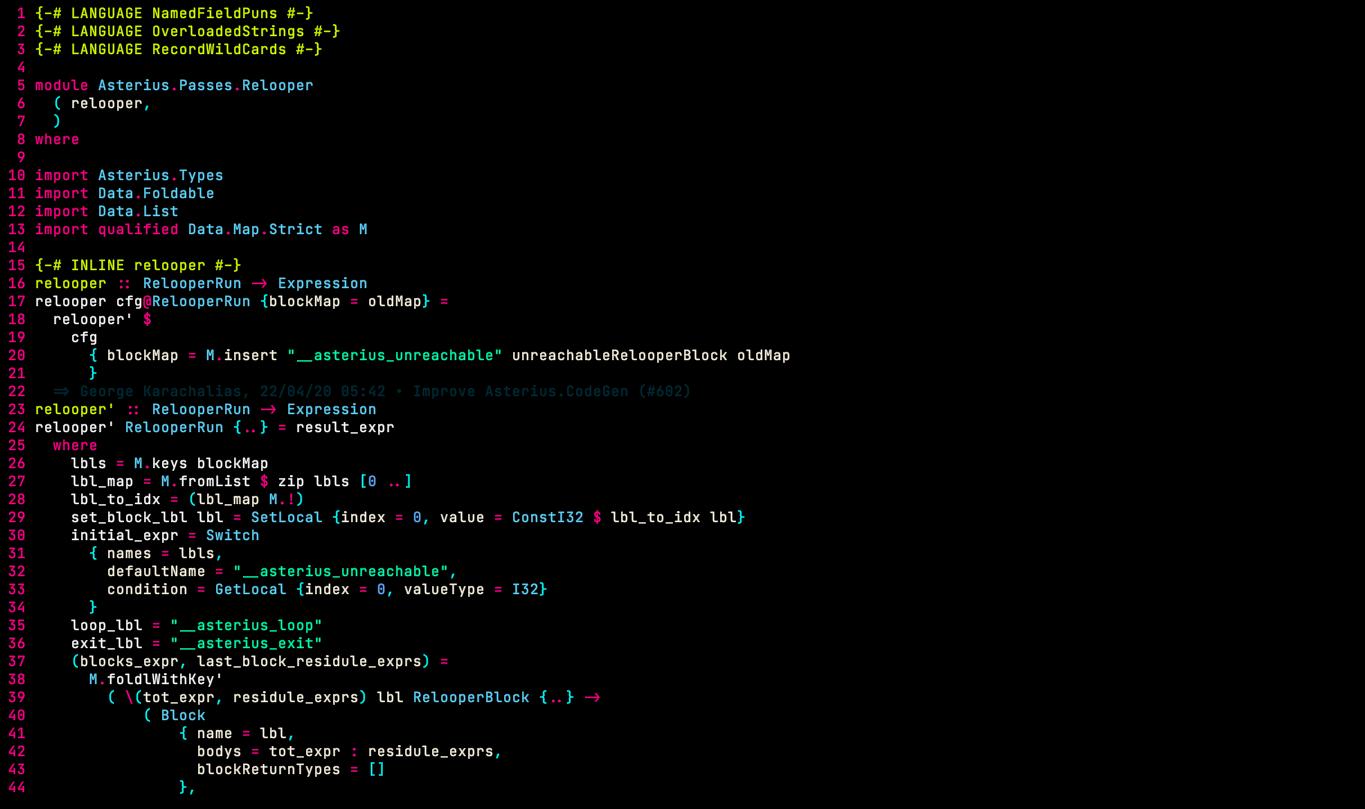 1 {-# LANGUAGE NamedFieldPuns #-}
2 {-# LANGUAGE OverloadedStrings #-}
3 {-# LANGUAGE RecordWildCards #-}
4
5 module Asterius.Passes.Relooper
6   ( relooper,
7   )
8 where
9
10 import Asterius.Types
11 import Data.Foldable
12 import Data.List
13 import qualified Data.Map.Strict as M
14
15 {-# INLINE relooper #-}
16 relooper :: RelooperRun -> Expression
17 relooper cfg@RelooperRun {blockMap = oldMap} =
18   relooper' $
19     cfg
20       { blockMap = M.insert "__asterius_unreachable" unreachableRelooperBlock oldMap
21       }
22   => George Karachalias, 22/04/20 05:42 • Improve Asterius.CodeGen (#602)
23 relooper' :: RelooperRun -> Expression
24 relooper' RelooperRun {..} = result_expr
25   where
26     lbls = M.keys blockMap
27     lbl_map = M.fromList $ zip lbls [0 ..]
28     lbl_to_idx = (lbl_map M.!)
29     set_block_lbl lbl = SetLocal {index = 0, value = ConstI32 $ lbl_to_idx lbl}
30     initial_expr = Switch
31       { names = lbls,
32         defaultName = "__asterius_unreachable",
33         condition = GetLocal {index = 0, valueType = I32}
34       }
35     loop_lbl = "__asterius_loop"
36     exit_lbl = "__asterius_exit"
37     (blocks_expr, last_block_residule_exprs) =
38       M.foldlWithKey'
39         ( \(tot_expr, residule_exprs) lbl RelooperBlock {..} ->
40             ( Block
41                 { name = lbl,
42                   bodys = tot_expr : residule_exprs,
43                   blockReturnTypes = []
44                 },